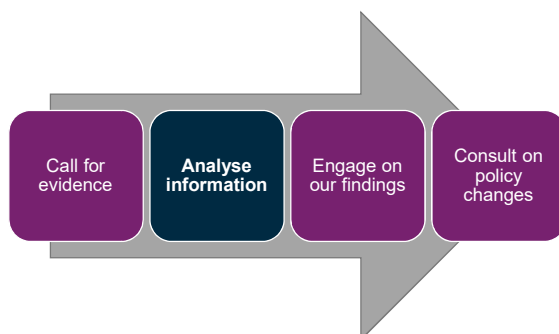 Call for
evidence
Analyse
information
Engage on
our findings
Consult on
policy
changes